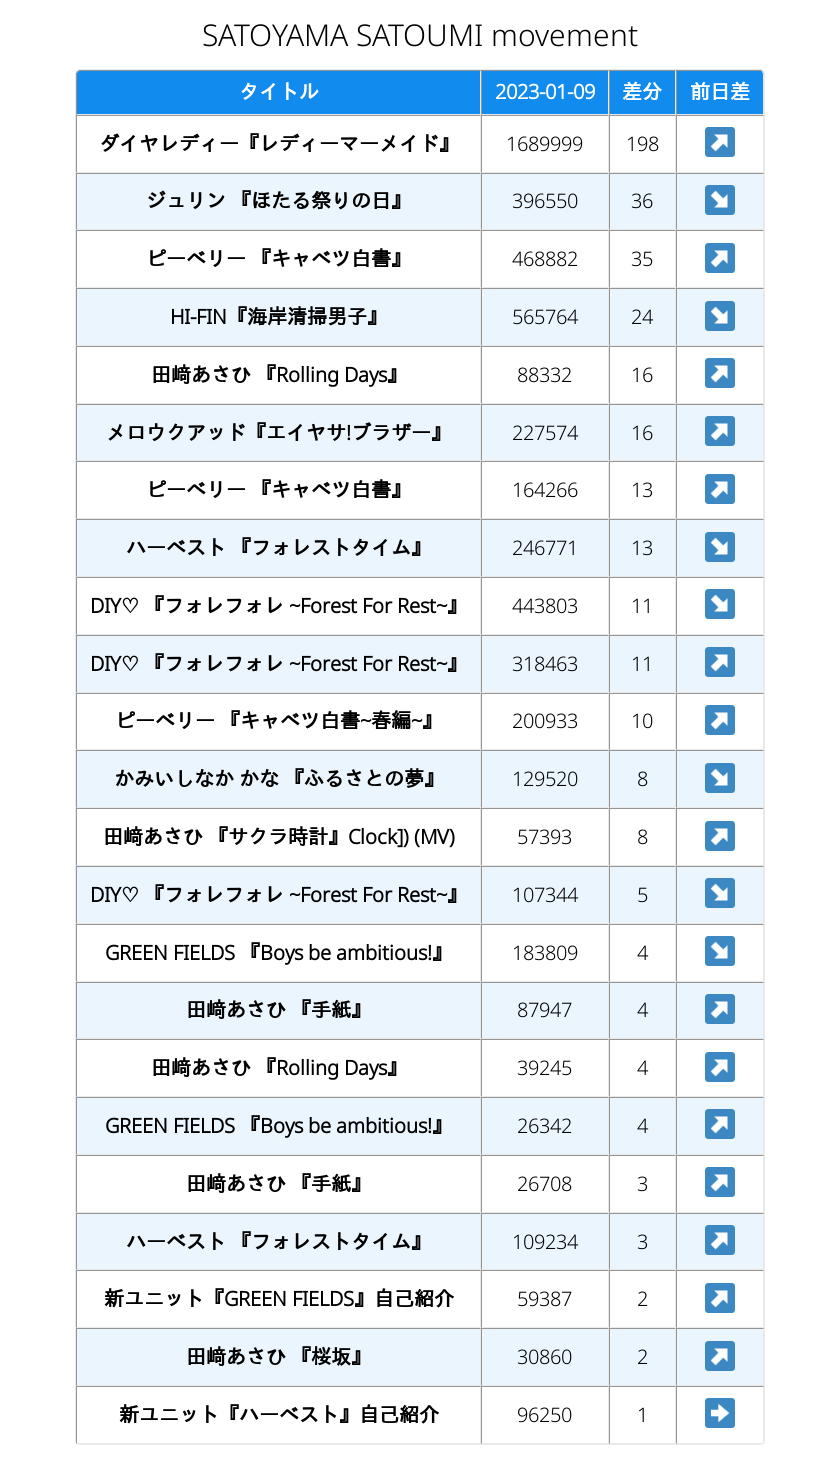 SATOYAMA SATOUMI movement
タイトル 2023-01-09 差分 前日差
ダイヤレディー『レディーマーメイド』 1689999 198 ↗
ジュリン 『ほたる祭りの日』 396550 36 ↘
ピーベリー 『キャベツ白書』 468882 35 ↗
HI-FIN『海岸清掃男子』 565764 24 ↘
田﨑あさひ 『Rolling Days』 88332 16 ↗
メロウクアッド『エイヤサ!ブラザー』 227574 16 ↗
ピーベリー 『キャベツ白書』 164266 13 ↗
ハーベスト 『フォレストタイム』 246771 13 ↘
DIY♡ 『フォレフォレ ~Forest For Rest~』 443803 11 ↘
DIY♡ 『フォレフォレ ~Forest For Rest~』 318463 11 ↗
ピーベリー 『キャベツ白書~春編~』 200933 10 ↗
かみいしなか かな 『ふるさとの夢』 129520 8 ↘
田﨑あさひ 『サクラ時計』Clock]) (MV) 57393 8 ↗
DIY♡ 『フォレフォレ ~Forest For Rest~』 107344 5 ↘
GREEN FIELDS 『Boys be ambitious!』 183809 4 ↘
田﨑あさひ 『手紙』 87947 4 ↗
田﨑あさひ 『Rolling Days』 39245 4 ↗
GREEN FIELDS 『Boys be ambitious!』 26342 4 ↗
田﨑あさひ 『手紙』 26708 3 ↗
ハーベスト 『フォレストタイム』 109234 3 ↗
新ユニット『GREEN FIELDS』自己紹介 59387 2 ↗
田﨑あさひ 『桜坂』 30860 2 ↗
新ユニット『ハーベスト』自己紹介 96250 1 ➡